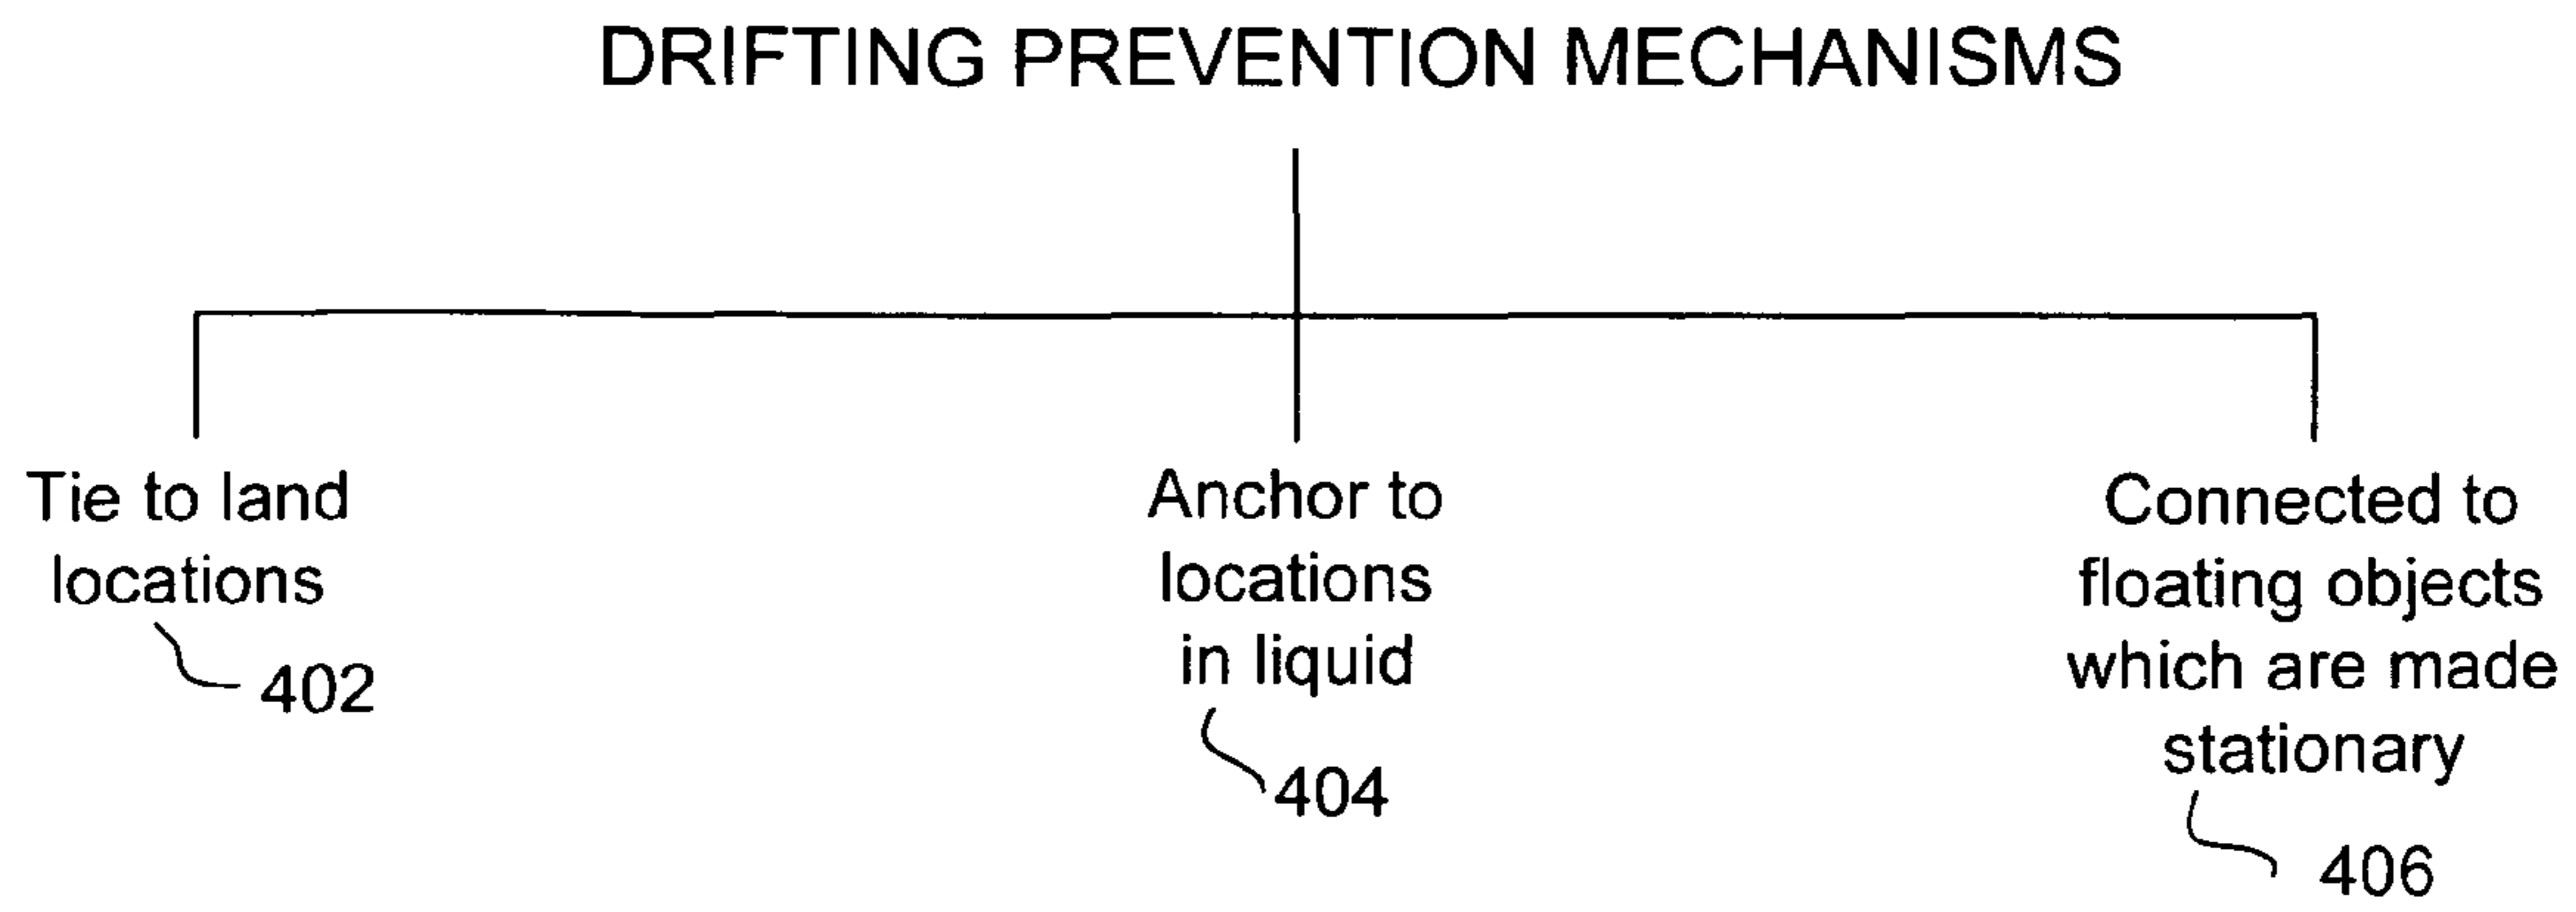 DRIFTING PREVENTION MECHANISMS
Tie to land
locations
402
Anchor to
locations
in liquid
404
Connected to
floating objects
which are made
stationary
406